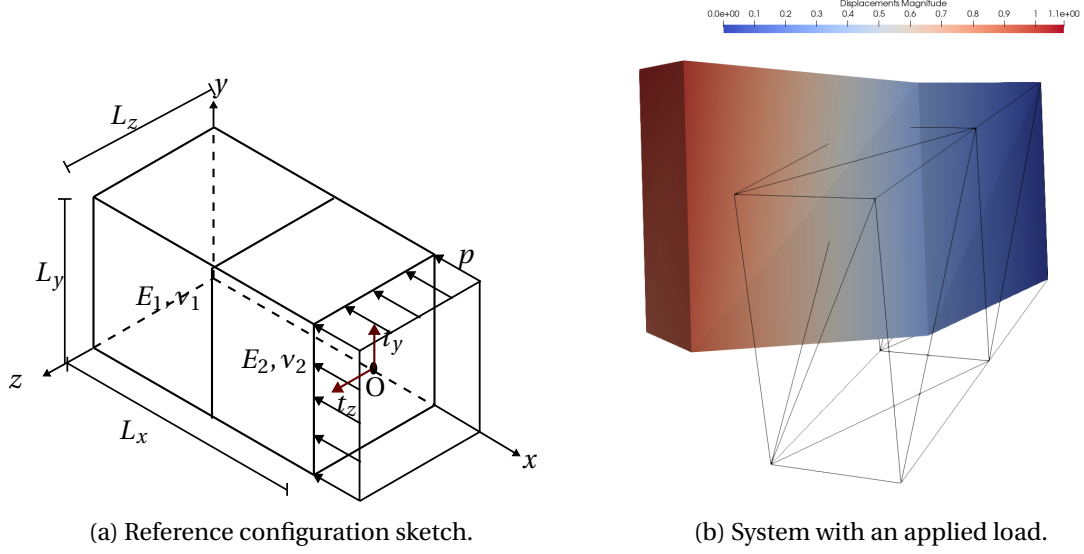 Displacements Magnitude
0.0e+00 0.1 0.2 0.3 0.4 0.5 0.6 0.7 0.8 0.9 1 1.1e+00
y
L_z
p
L_y
E_1, ν_1
t_y
E_2, ν_2
O
z
t_z
L_x
x
(a) Reference configuration sketch.
(b) System with an applied load.